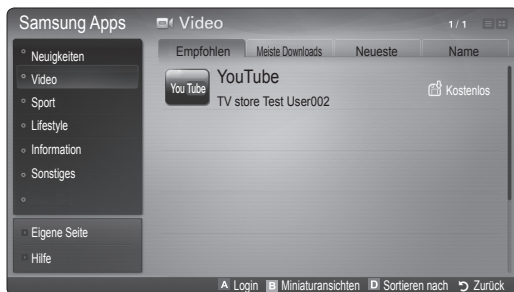 Samsung Apps
Video
1/1
Neuigkeiten
Video
Sport
Lifestyle
Information
Sonstiges
Eigene Seite
Hilfe
Empfohlen
Meiste Downloads
Neueste
Name
You Tube
YouTube
TV store Test User002
Kostenlos
A Login B Miniaturansichten D Sortieren nach Zurück